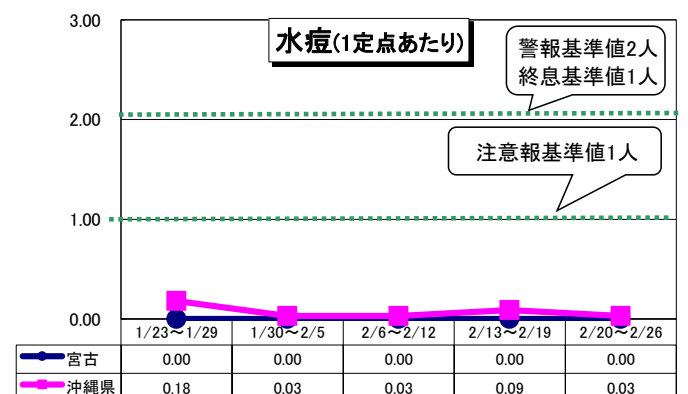 水痘(1定点あたり)
警報基準値2人
終息基準値1人
注意報基準値1人
3.00
2.00
1.00
0.00
1/23~1/29 1/30~2/5 2/6~2/12 2/13~2/19 2/20~2/26
宮古 0.00 0.00 0.00 0.00 0.00
沖縄県 0.18 0.03 0.03 0.09 0.03